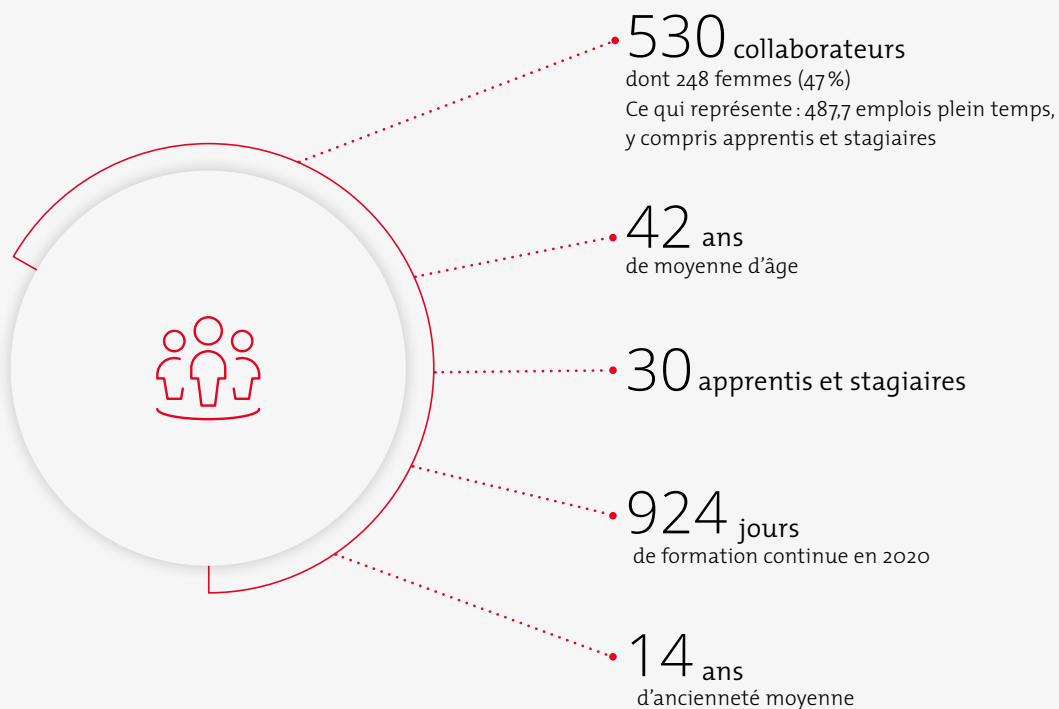 530 collaborateurs
dont 248 femmes (47 %)
Ce qui représente : 487,7 emplois plein temps,
y compris apprentis et stagiaires
42 ans
de moyenne d’âge
30 apprentis et stagiaires
924 jours
de formation continue en 2020
14 ans
d’ancienneté moyenne